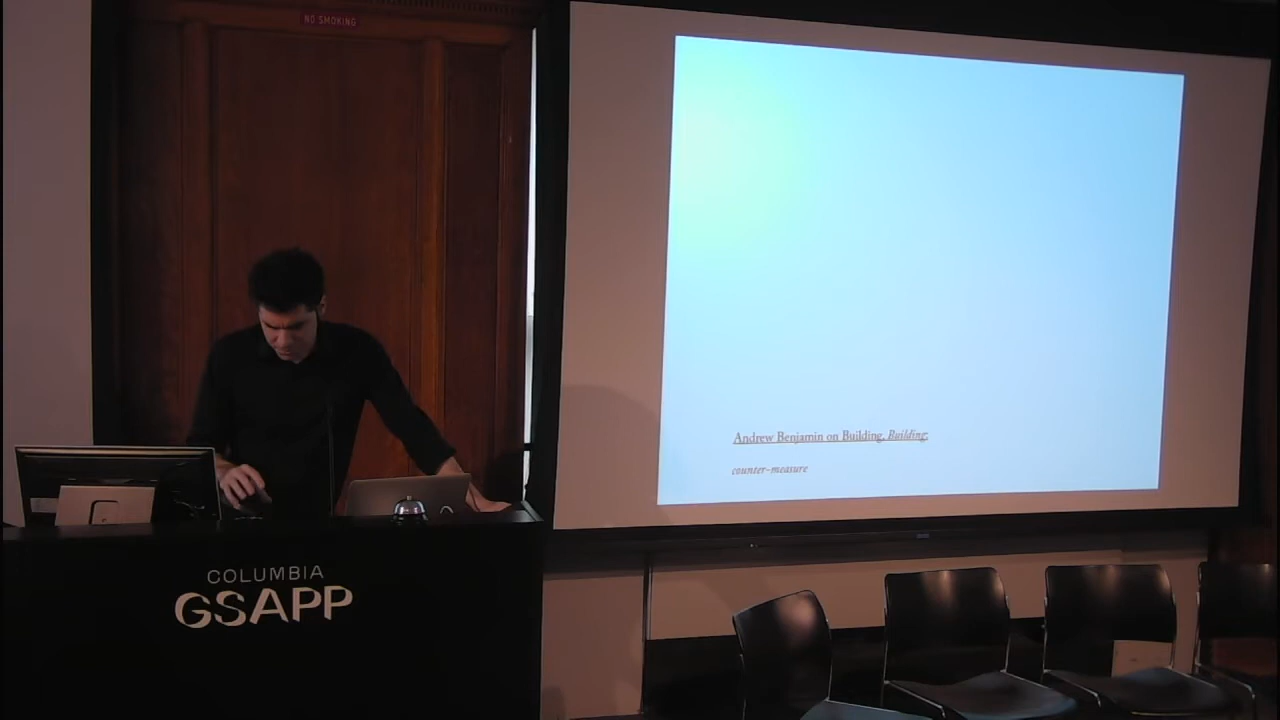 NO SMOKING
Andrew Benjamin on Building, Building;
counter-measure
COLUMBIA
GSAPP